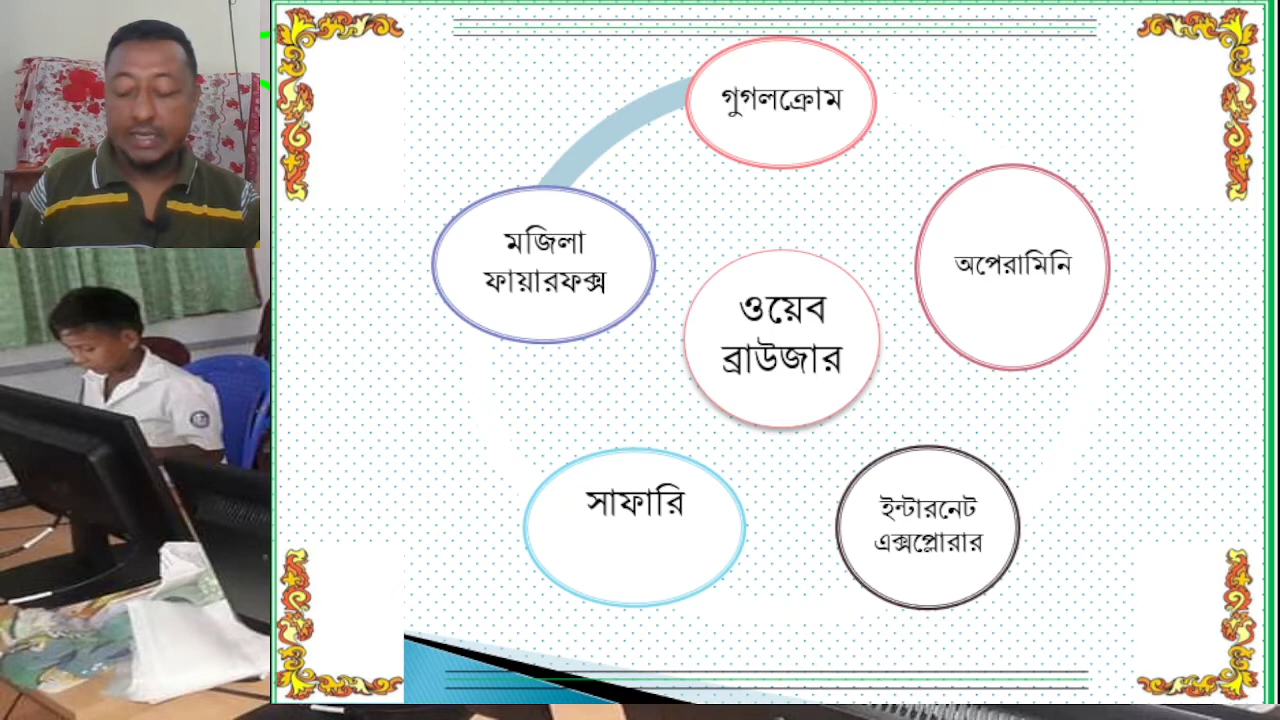 গুগলক্রোম
মজিলা
ফায়ারফক্স
অপেরামিনি
ওয়েব
ব্রাউজার
সাফারি
ইন্টারনেট
এক্সপ্লোরার